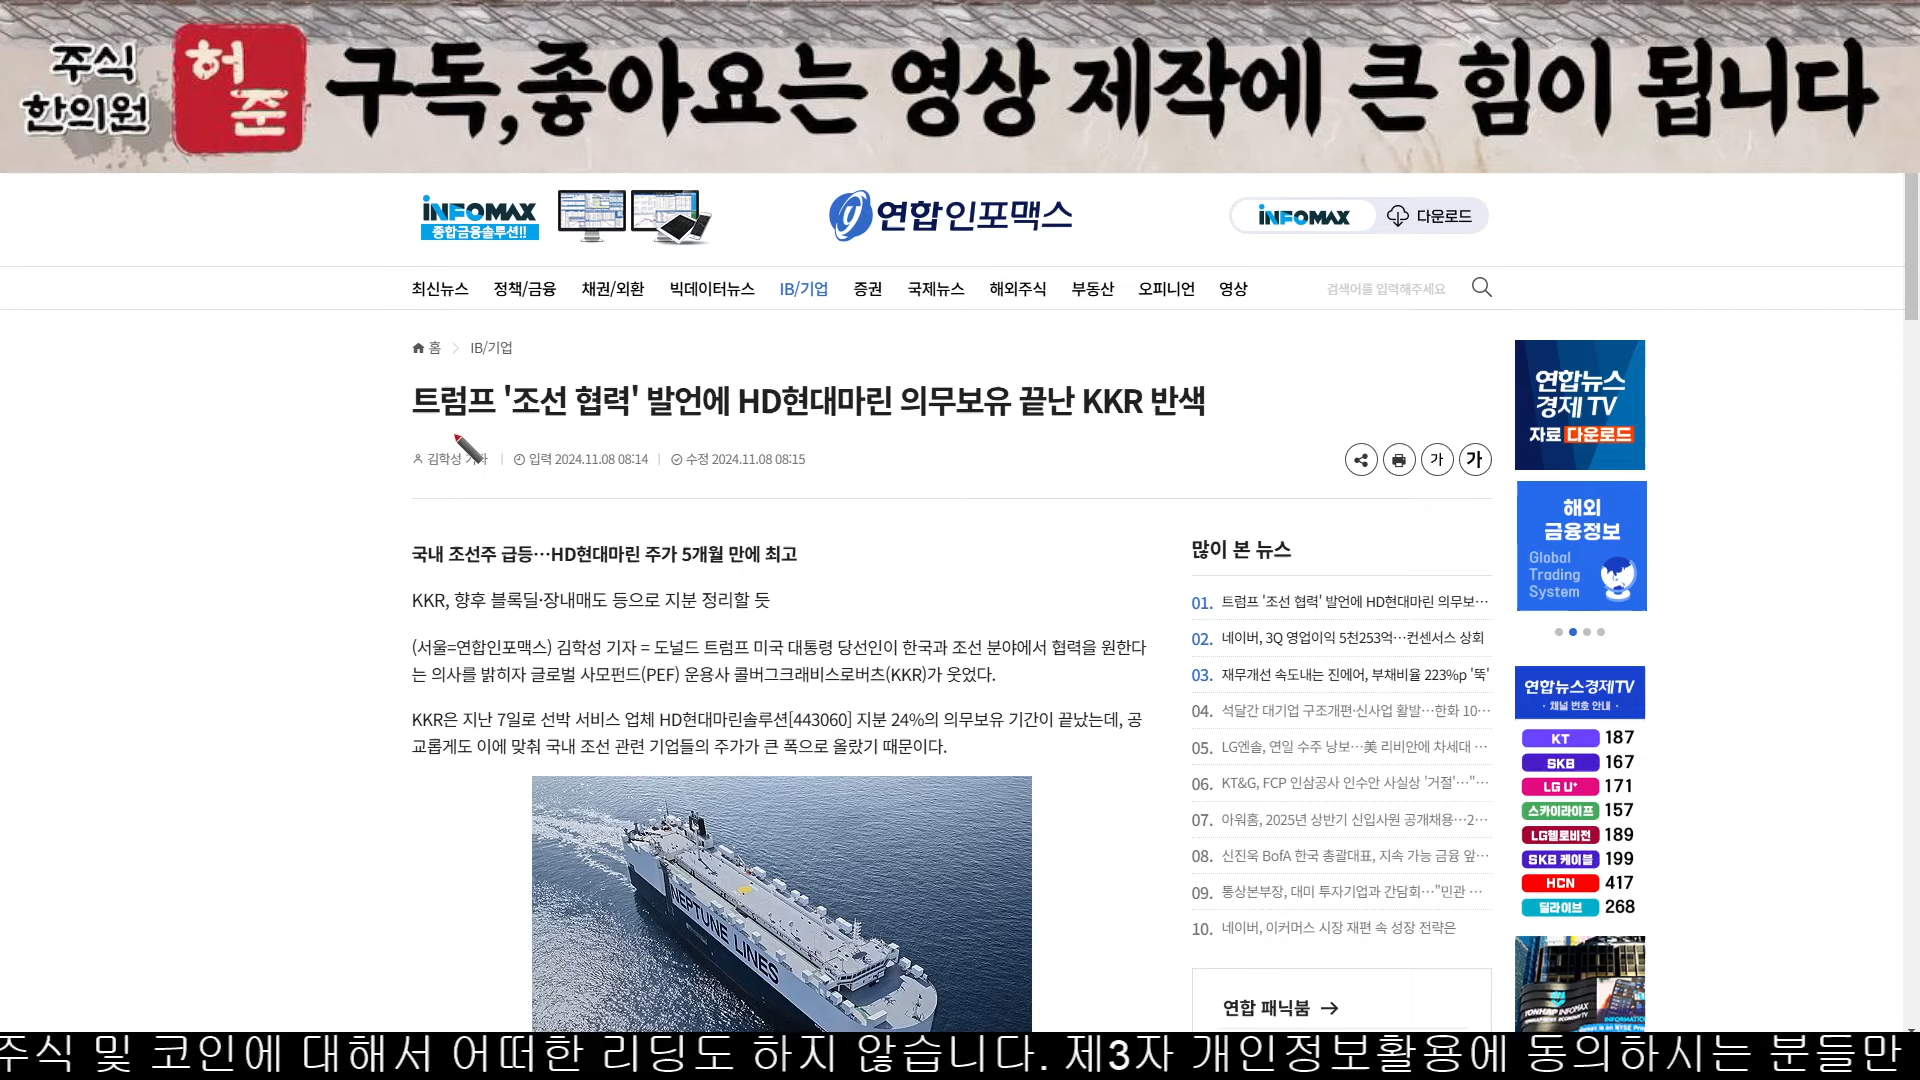 주식
한의원
허준
구독,좋아요는 영상 제작에 큰 힘이 됩니다
INFOMAX
종합금융솔루션!!
연합인포맥스
INFOMAX 다운로드
최신뉴스 정책/금융 채권/외환 빅데이터뉴스 IB/기업 증권 국제뉴스 해외주식 부동산 오피니언 영상 검색어를 입력해주세요
홈 IB/기업
트럼프 '조선 협력' 발언에 HD현대마린 의무보유 끝난 KKR 반색
김학성 기자 입력 2024.11.08 08:14 수정 2024.11.08 08:15
가 가
국내 조선주 급등…HD현대마린 주가 5개월 만에 최고
KKR, 향후 블록딜·장내매도 등으로 지분 정리할 듯
(서울=연합인포맥스) 김학성 기자 = 도널드 트럼프 미국 대통령 당선인이 한국과 조선 분야에서 협력을 원한다
는 의사를 밝히자 글로벌 사모펀드(PEF) 운용사 콜버그크래비스로버츠(KKR)가 웃었다.
KKR은 지난 7일로 선박 서비스 업체 HD현대마린솔루션[443060] 지분 24%의 의무보유 기간이 끝났는데, 공
교롭게도 이에 맞춰 국내 조선 관련 기업들의 주가가 큰 폭으로 올랐기 때문이다.
NEPTUNE LINES
많이 본 뉴스
01. 트럼프 '조선 협력' 발언에 HD현대마린 의무보…
02. 네이버, 3Q 영업이익 5천253억…컨센서스 상회
03. 재무개선 속도내는 진에어, 부채비율 223%p '뚝'
04. 석달간 대기업 구조개편·신사업 활발…한화 10…
05. LG엔솔, 연일 수주 낭보…美 리비안에 차세대 …
06. KT&G, FCP 인삼공사 인수안 사실상 '거절'…"…
07. 아워홈, 2025년 상반기 신입사원 공개채용…2…
08. 신진욱 BofA 한국 총괄대표, 지속 가능 금융 앞…
09. 통상본부장, 대미 투자기업과 간담회…"민관 …
10. 네이버, 이커머스 시장 재편 속 성장 전략은
연합 패닉붐 →
연합뉴스
경제 TV
자료 다운로드
해외
금융정보
Global
Trading
System
연합뉴스경제TV
· 채널 번호 안내 ·
KT 187
SKB 167
LG U+ 171
스카이라이프 157
LG헬로비전 189
SKB 케이블 199
HCN 417
딜라이브 268
YONHAP INFOMAX
주식 및 코인에 대해서 어떠한 리딩도 하지 않습니다. 제3자 개인정보활용에 동의하시는 분들만